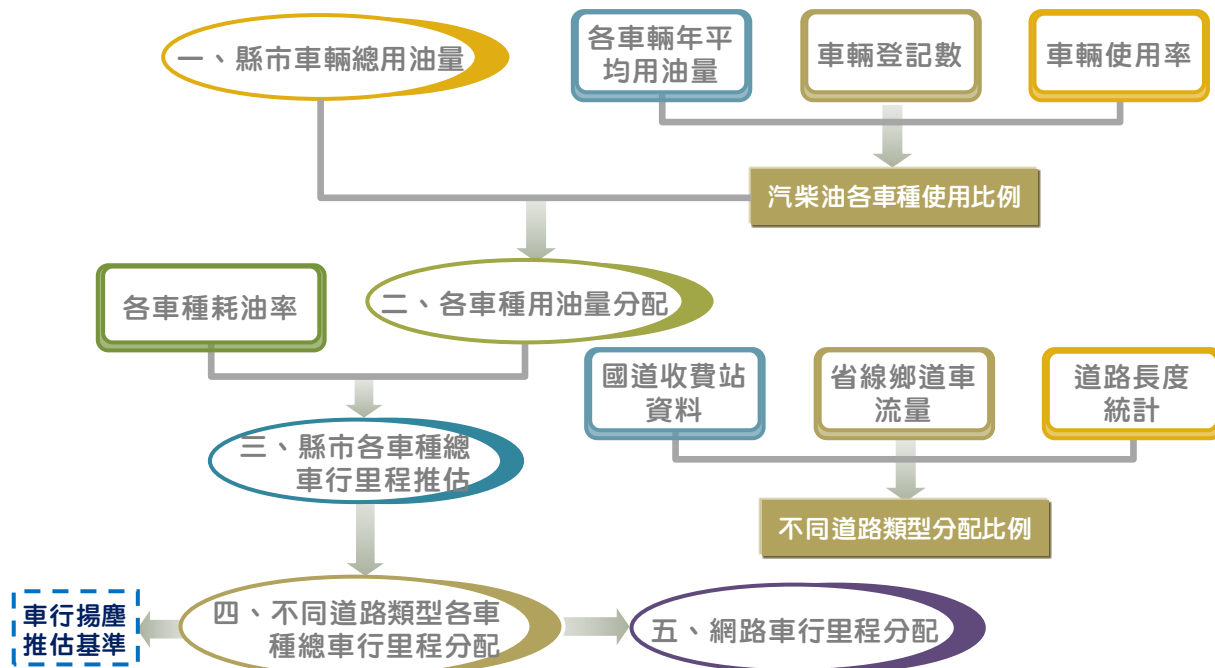 一、縣市車輛總用油量
各車輛年平
均用油量
車輛登記數
車輛使用率
汽柴油各車種使用比例
各車種耗油率
二、各車種用油量分配
國道收費站
資料
省線鄉道車
流量
道路長度
統計
三、縣市各車種總
車行里程推估
不同道路類型分配比例
車行揚塵
推估基準
四、不同道路類型各車
種總車行里程分配
五、網路車行里程分配